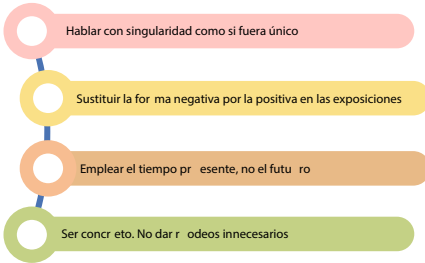 Hablar con singularidad como si fuera único
Sustituir la for ma negativa por la positiva en las exposiciones
Emplear el tiempo pr esente, no el futu ro
Ser concr eto. No dar r odeos innecesarios